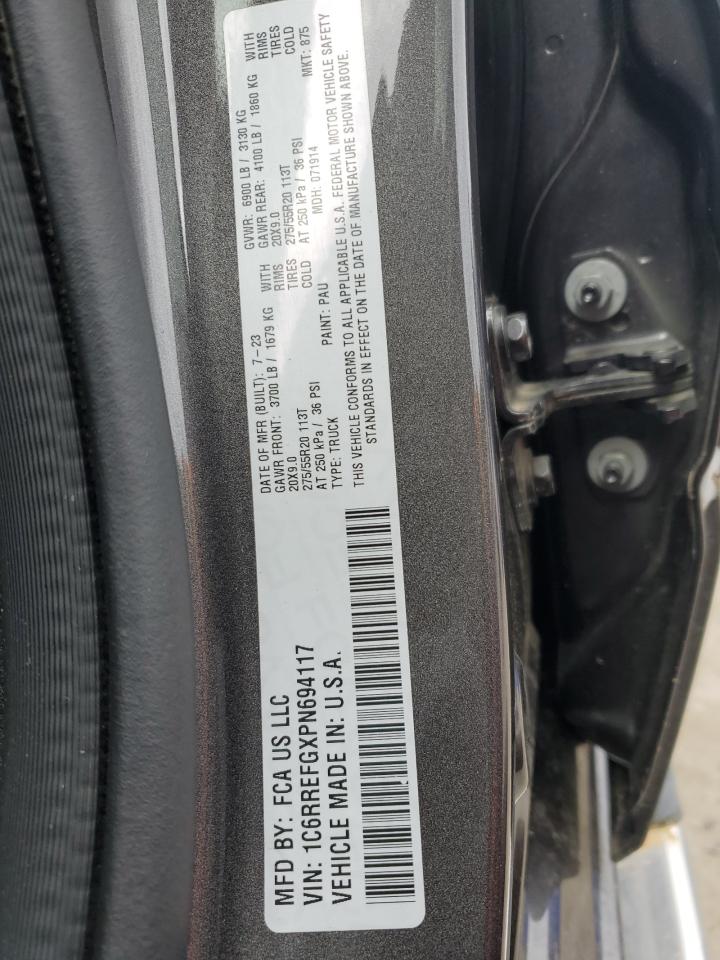 MFD BY: FCA US LLC
VIN: 1C6RREFGXPN694117
VEHICLE MADE IN: U.S.A.
DATE OF MFR (BUILT): 7-23 GVWR: 6900 LB / 3130 KG
GAWR FRONT: 3700 LB / 1679 KG WITH GAWR REAR: 4100 LB / 1860 KG WITH
20X9.0 RIMS 20X9.0 RIMS
275/55R20 113T TIRES 275/55R20 113T TIRES
AT 250 kPa / 36 PSI COLD AT 250 kPa / 36 PSI COLD
TYPE: TRUCK PAINT: PAU MDH: 071914 MKT: 875
THIS VEHICLE CONFORMS TO ALL APPLICABLE U.S.A. FEDERAL MOTOR VEHICLE SAFETY
STANDARDS IN EFFECT ON THE DATE OF MANUFACTURE SHOWN ABOVE.